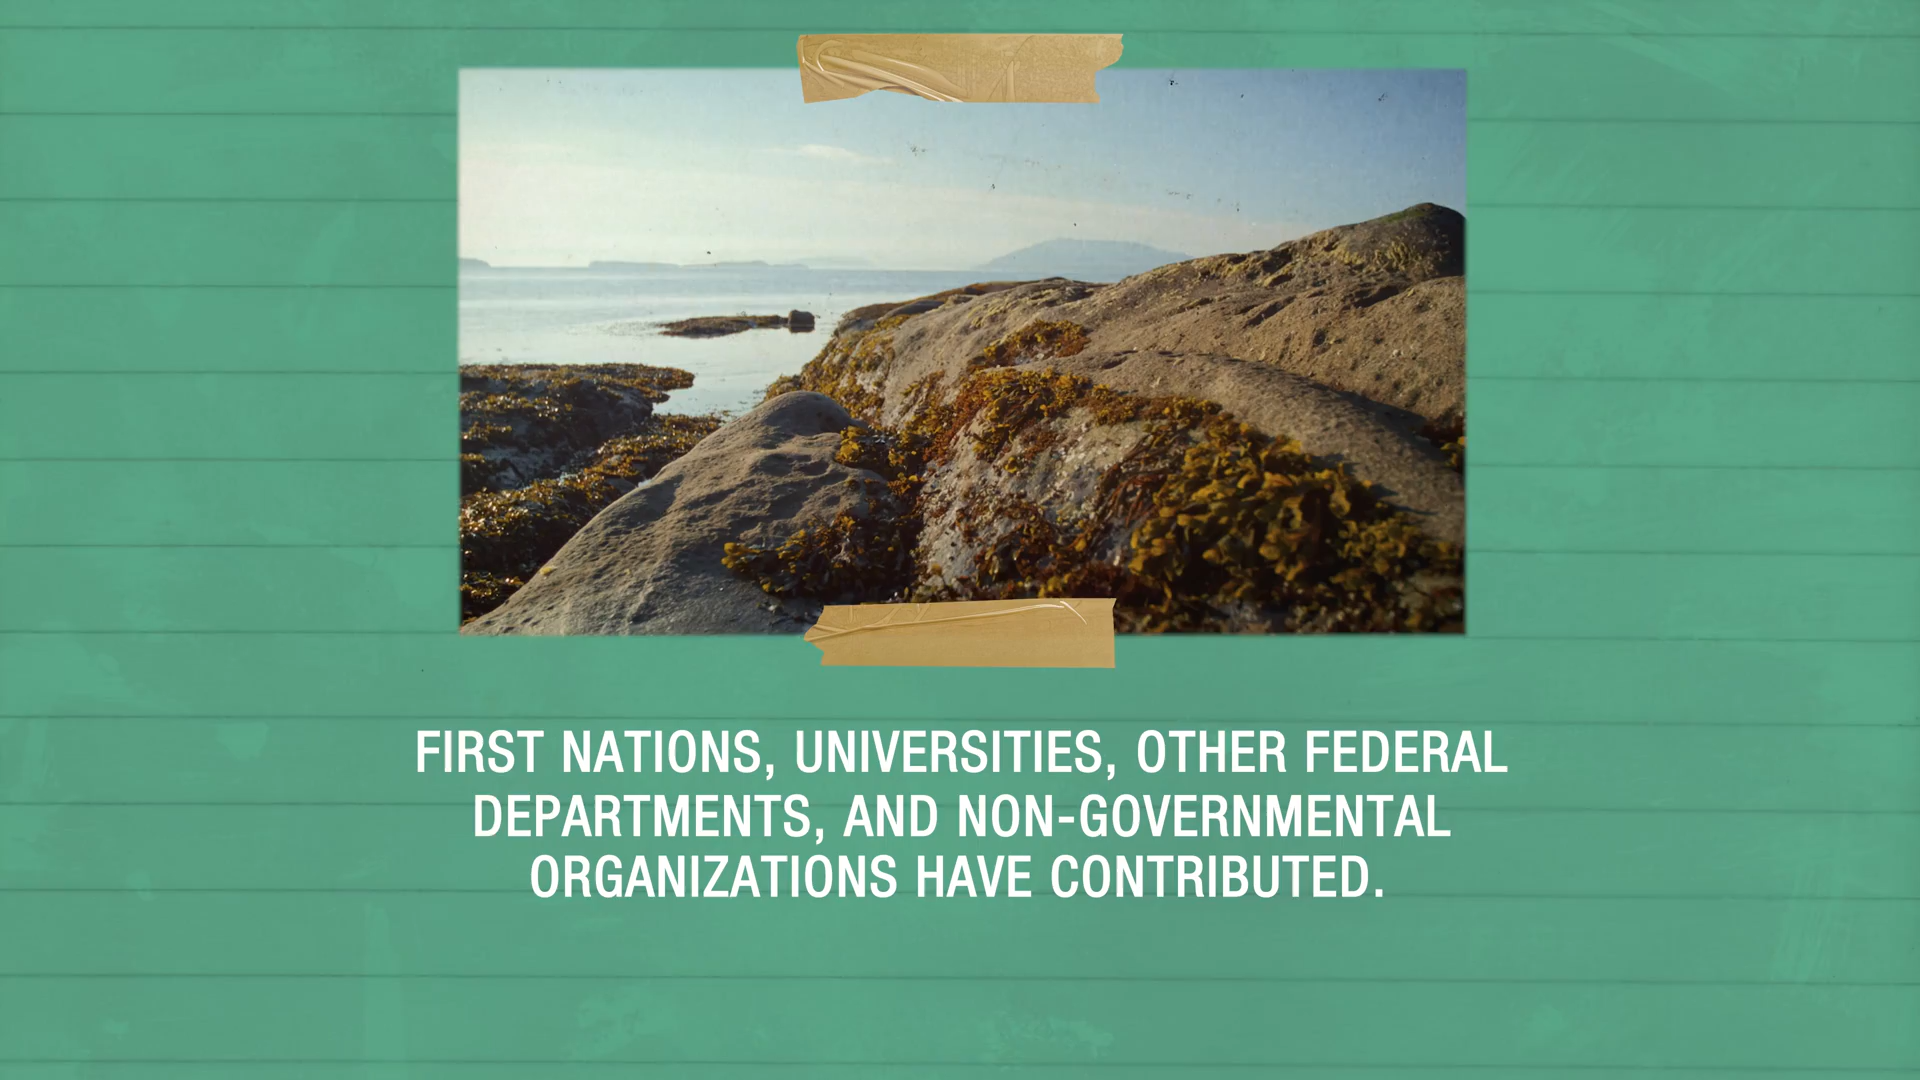 FIRST NATIONS, UNIVERSITIES, OTHER FEDERAL
DEPARTMENTS, AND NON-GOVERNMENTAL
ORGANIZATIONS HAVE CONTRIBUTED.